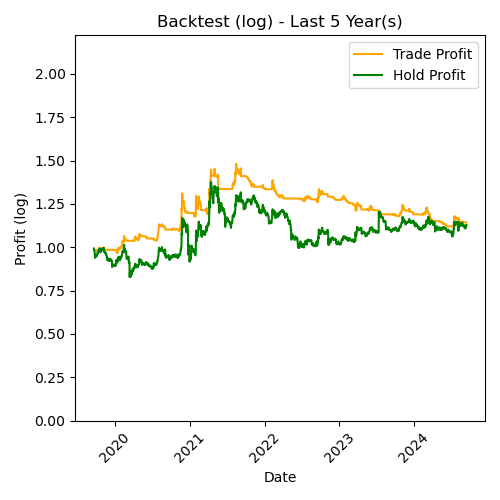 Backtest (log) - Last 5 Year(s)
Trade Profit
Hold Profit
Profit (log)
2.00
1.75
1.50
1.25
1.00
0.75
0.50
0.25
0.00
2020
2021
2022
2023
2024
Date